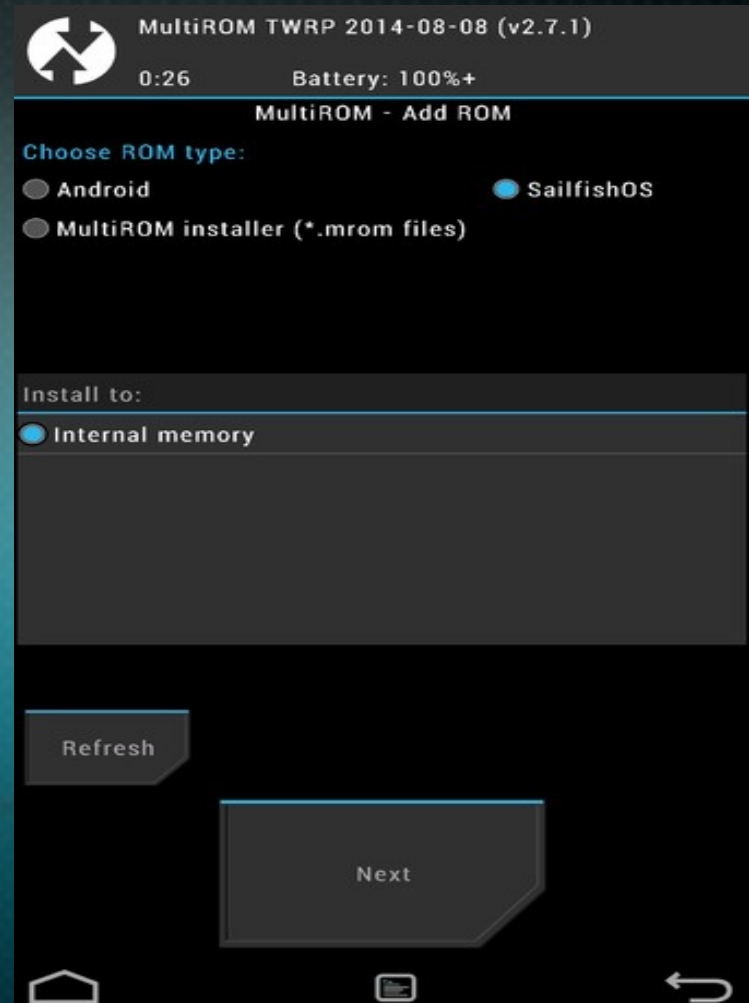 MultiROM TWRP 2014-08-08 (v2.7.1)
0:26 Battery: 100%+
MultiROM - Add ROM
Choose ROM type:
Android SailfishOS
MultiROM installer (*.mrom files)
Install to:
Internal memory
Refresh
Next